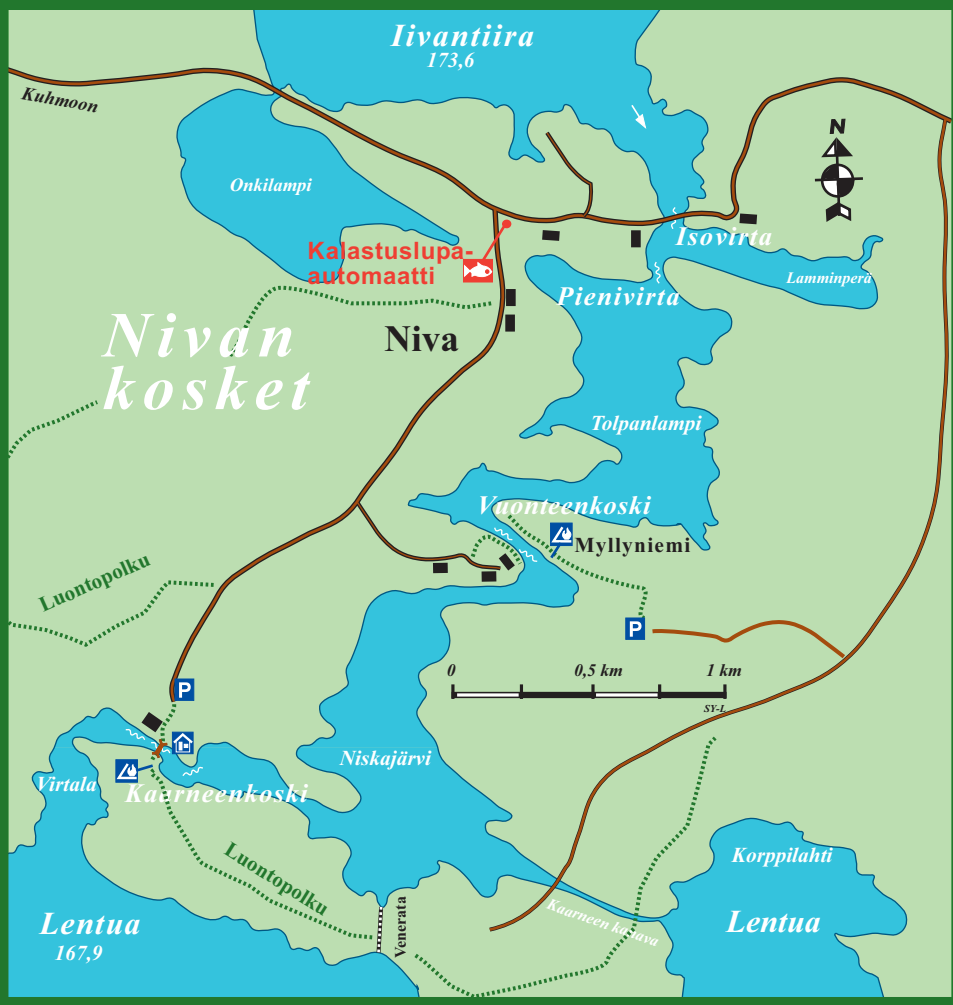 Iivantiira
173,6
Kuhmoon
N
Onkilampi
Isovirta
Kalastuslupa-
automaatti
Lamminperä
Pienivirta
Nivan
kosket
Niva
Tolpanlampi
Vuonteenkoski
Myllyniemi
Luontopolku
P
0 0,5 km 1 km
SY-L
P
Niskajärvi
Virtala
Kaarneenkoski
Luontopolku
Korppilahti
Venerata
Kaarneen kanava
Lentua
167,9
Lentua